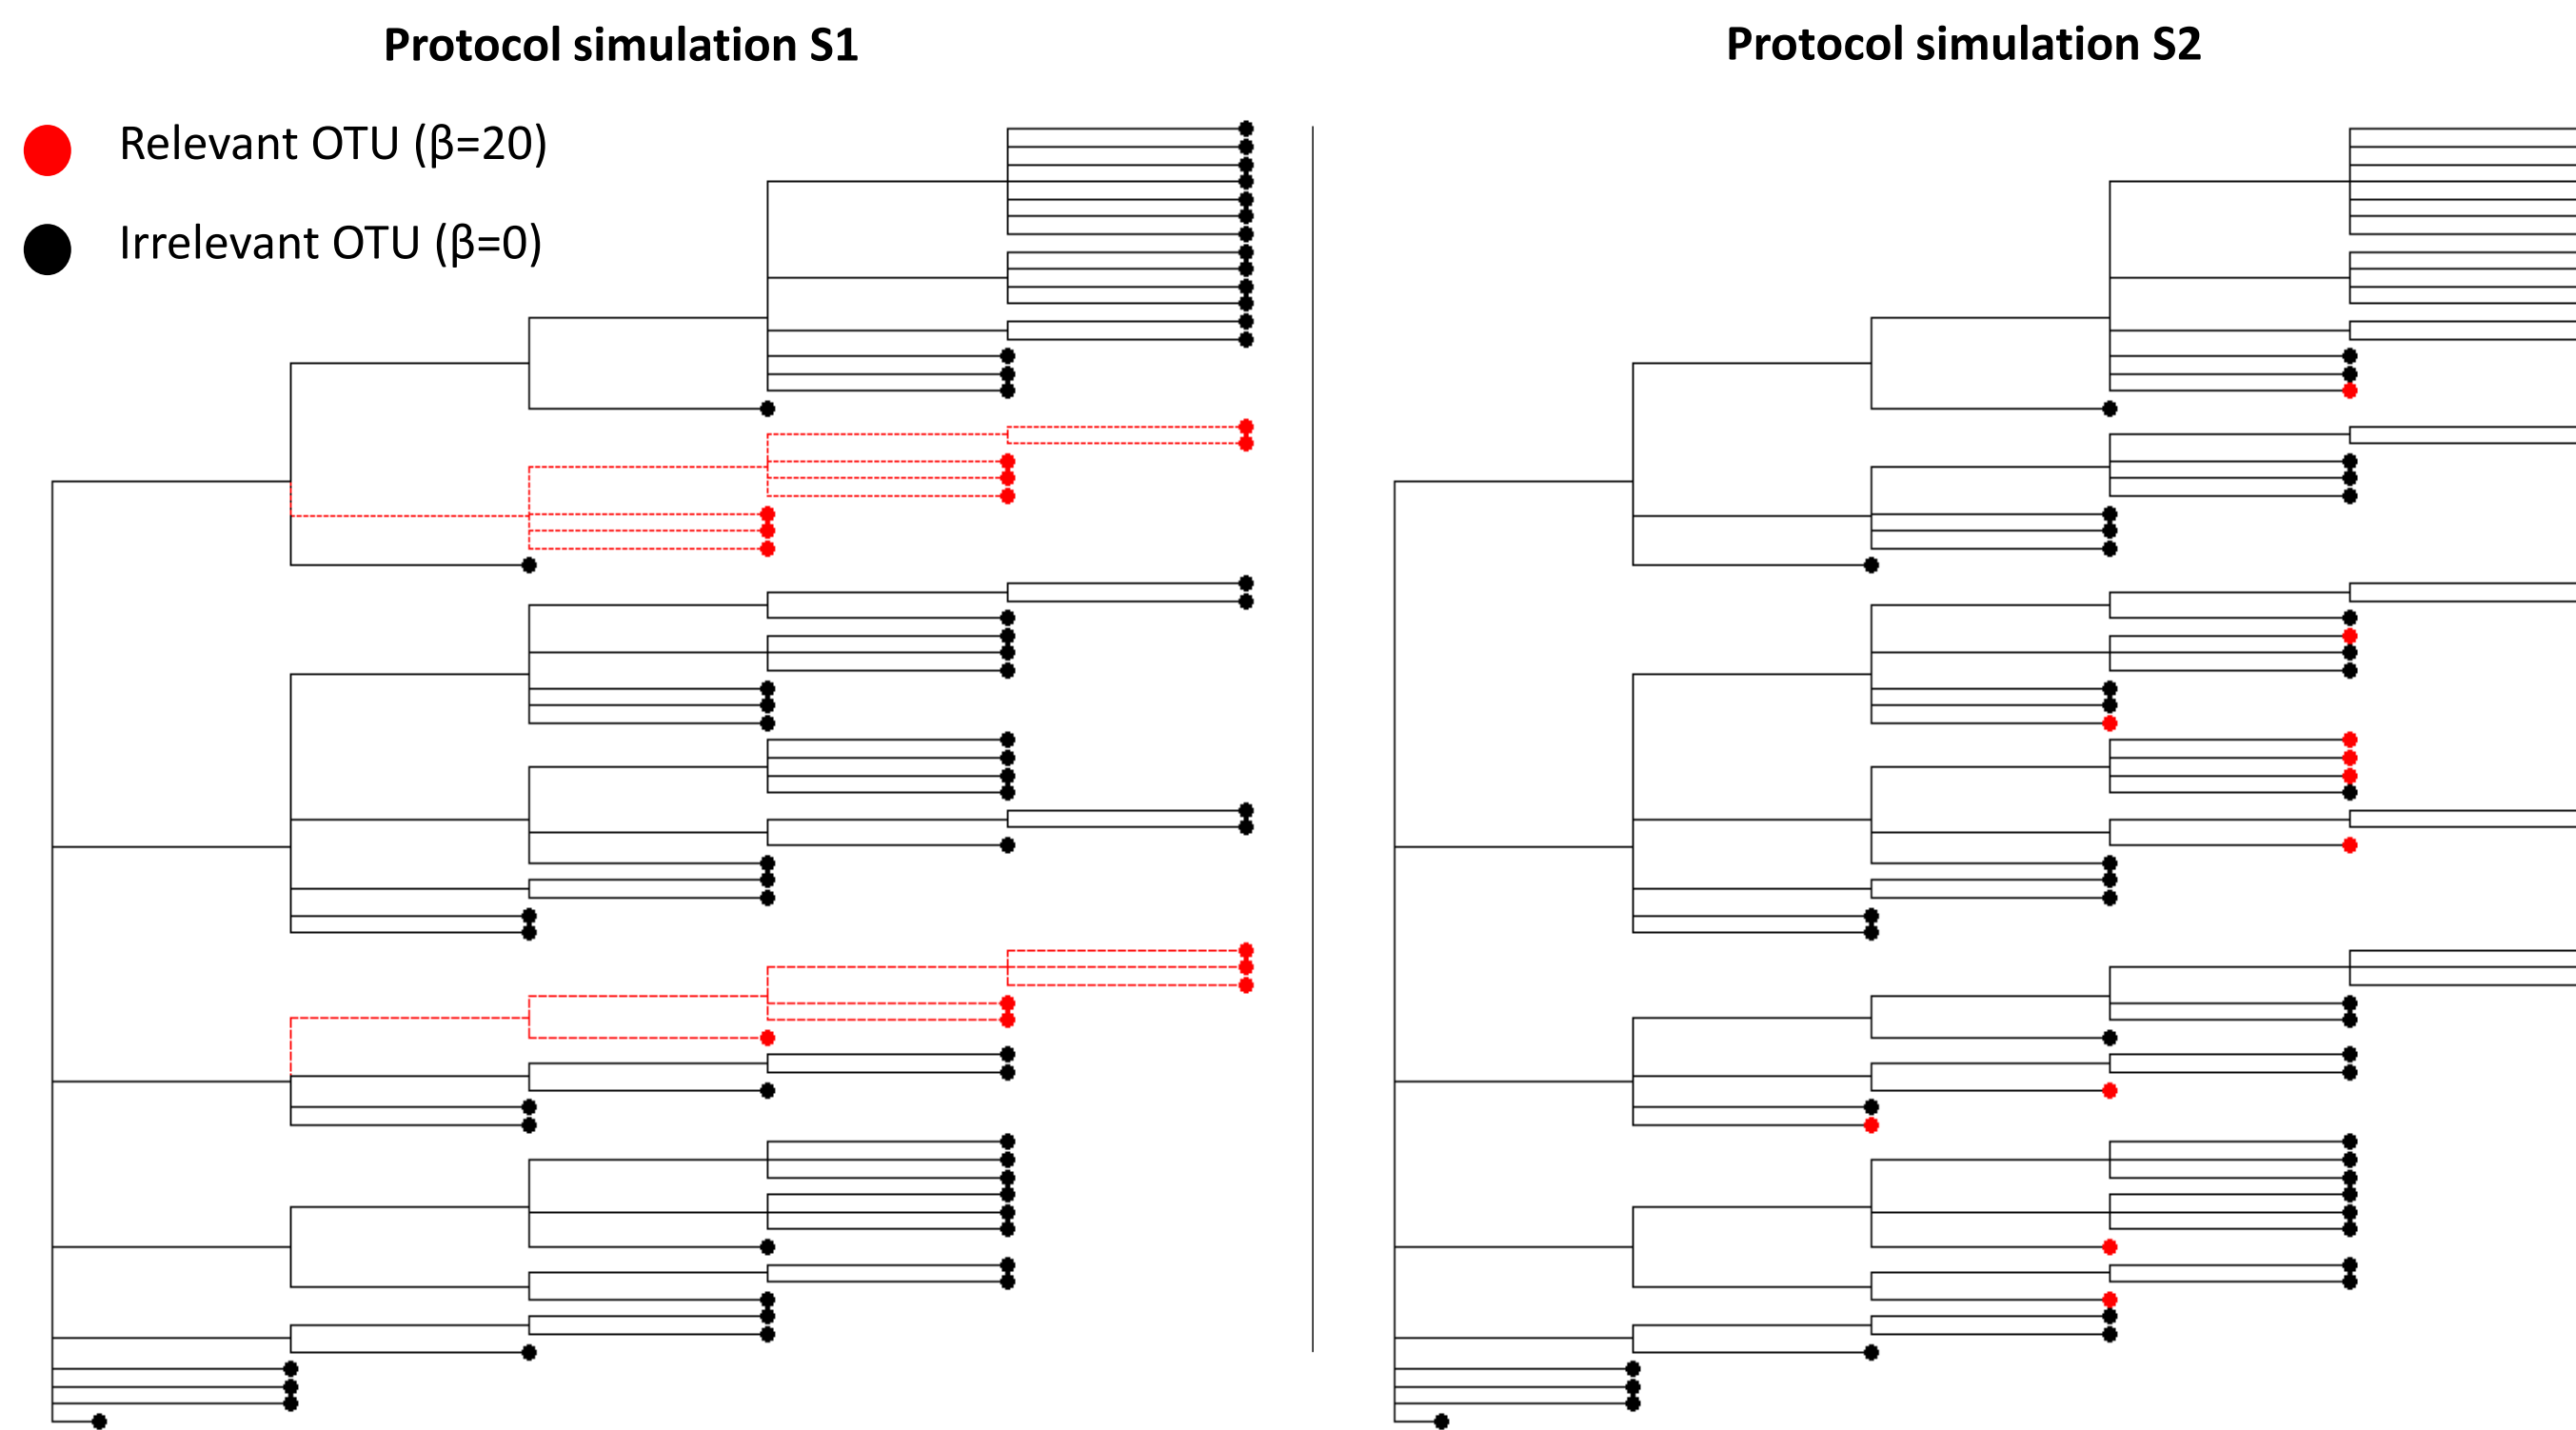 Protocol simulation S1
Protocol simulation S2
Relevant OTU (β=20)
Irrelevant OTU (β=0)